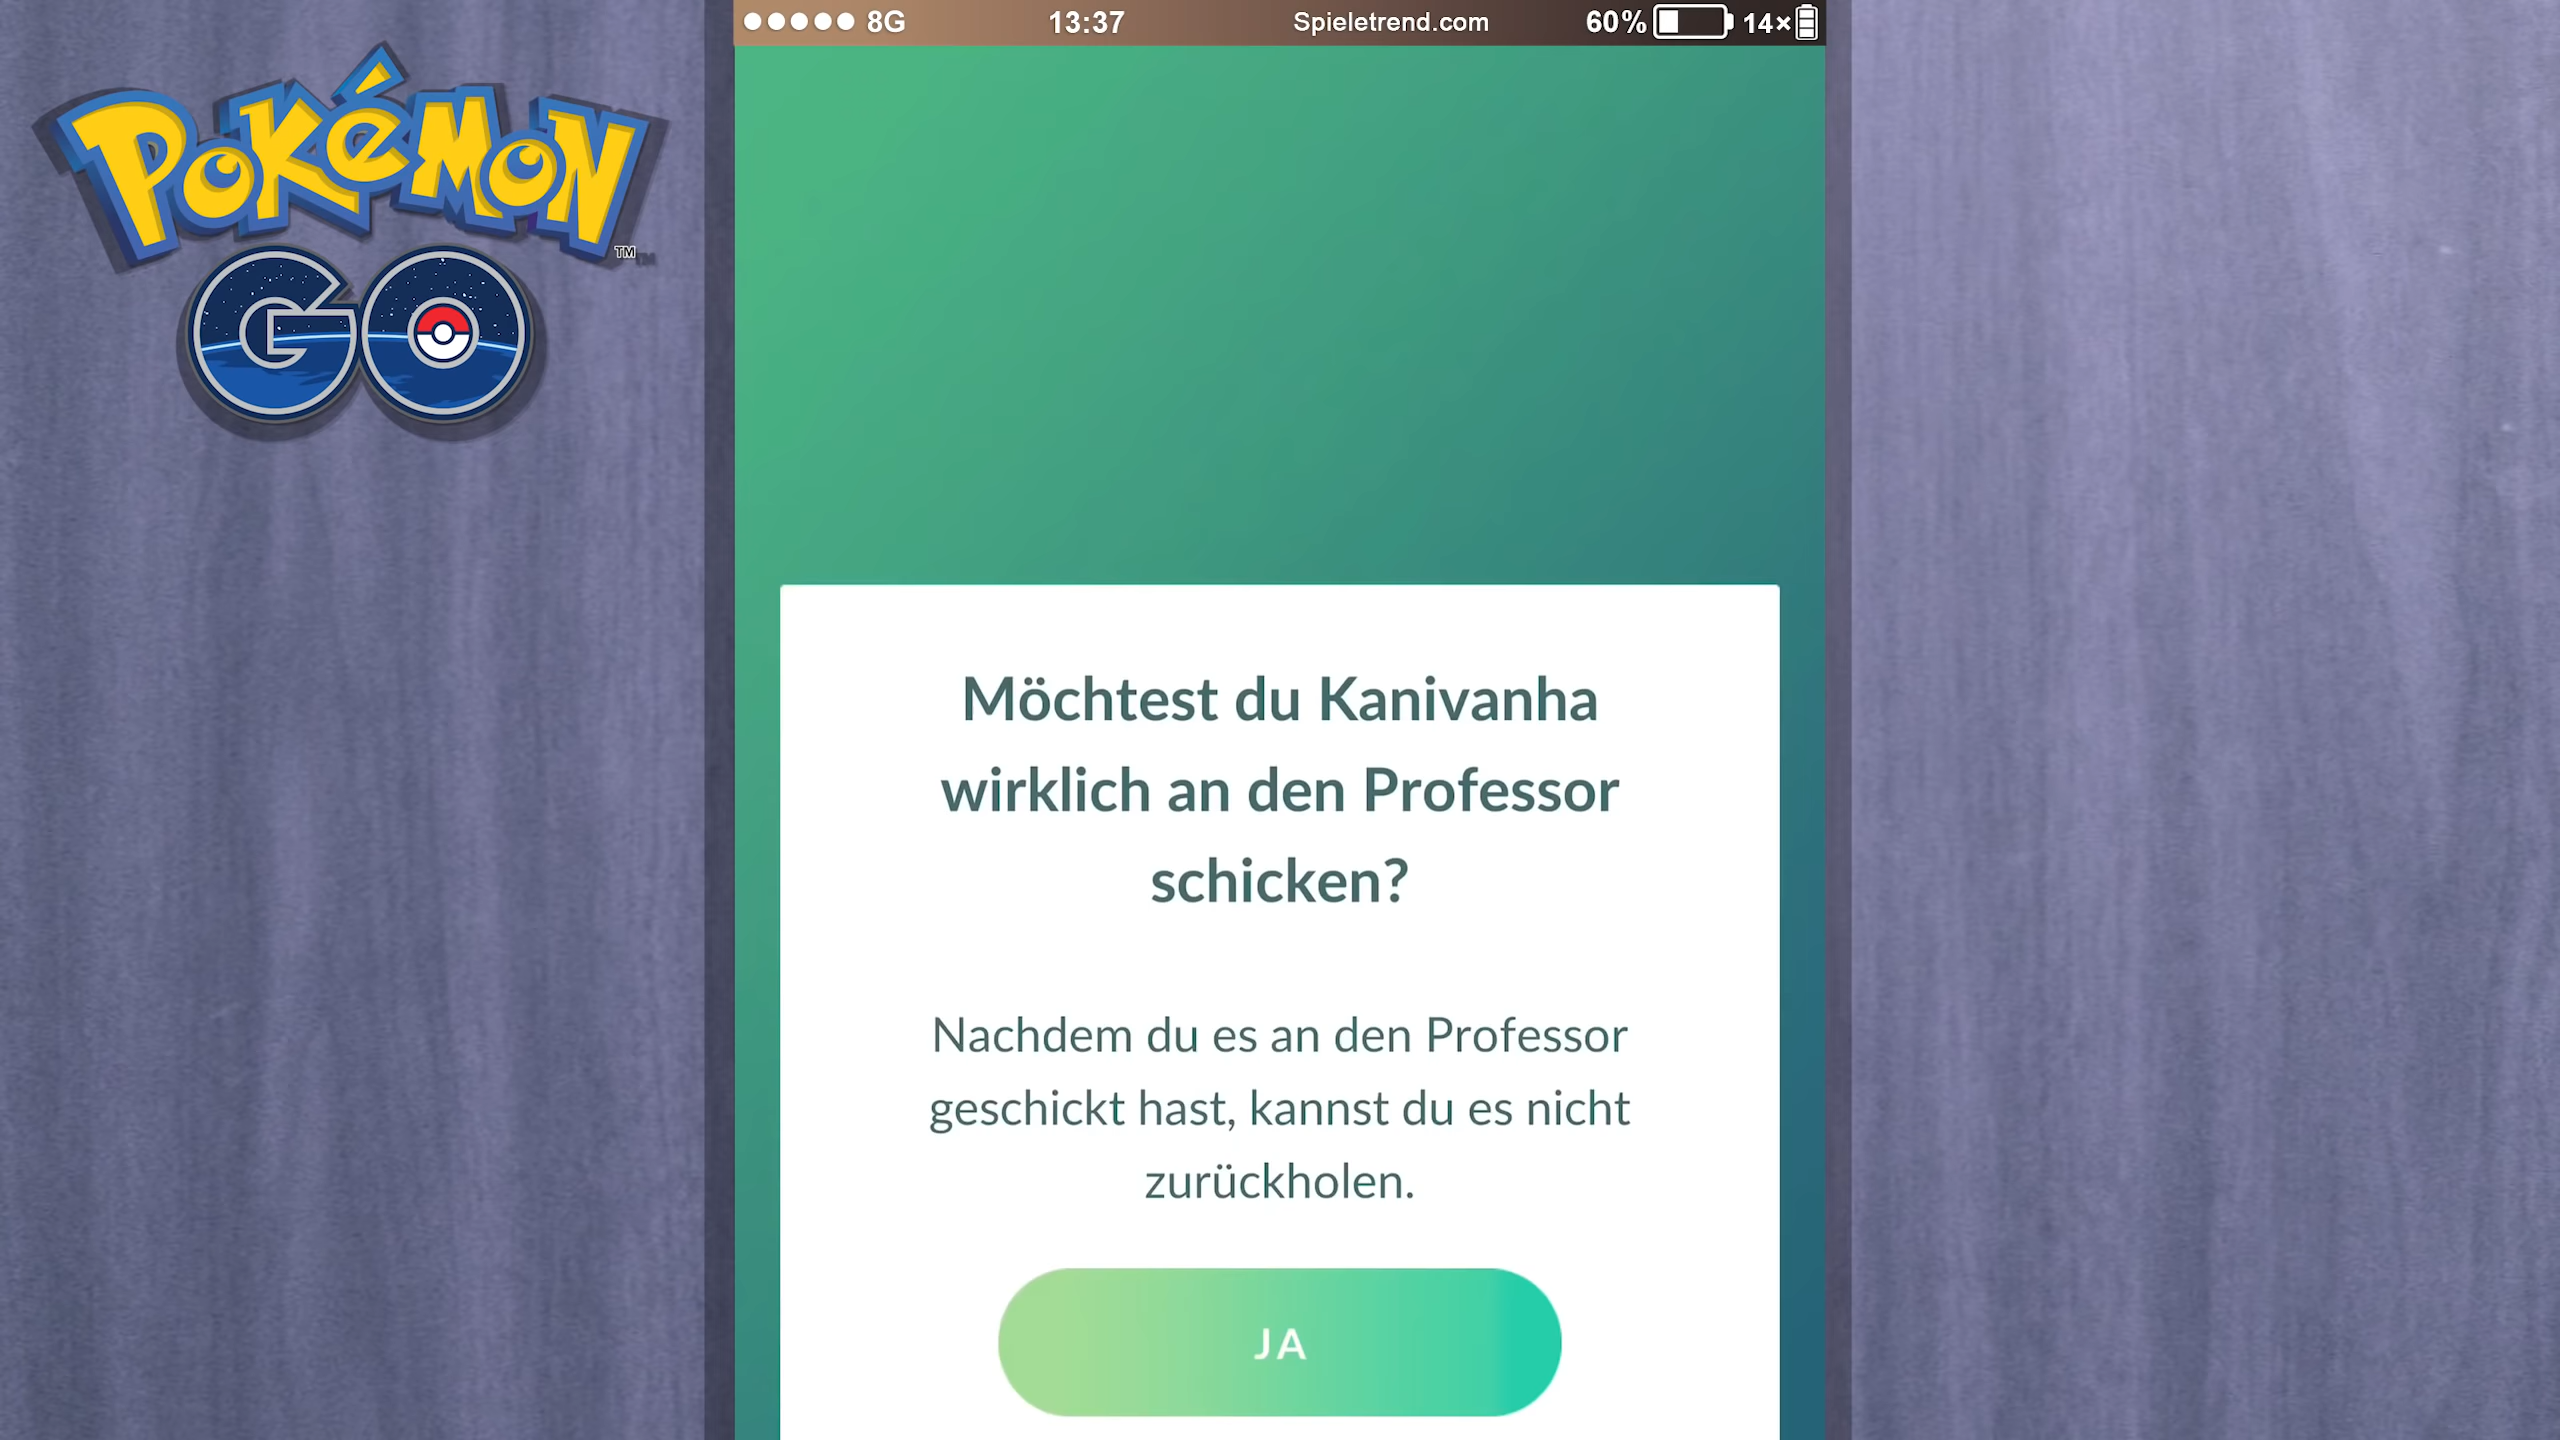 8G 13:37 Spieletrend.com 60% 14×
POKéMON
TM
GO
Möchtest du Kanivanha
wirklich an den Professor
schicken?
Nachdem du es an den Professor
geschickt hast, kannst du es nicht
zurückholen.
JA